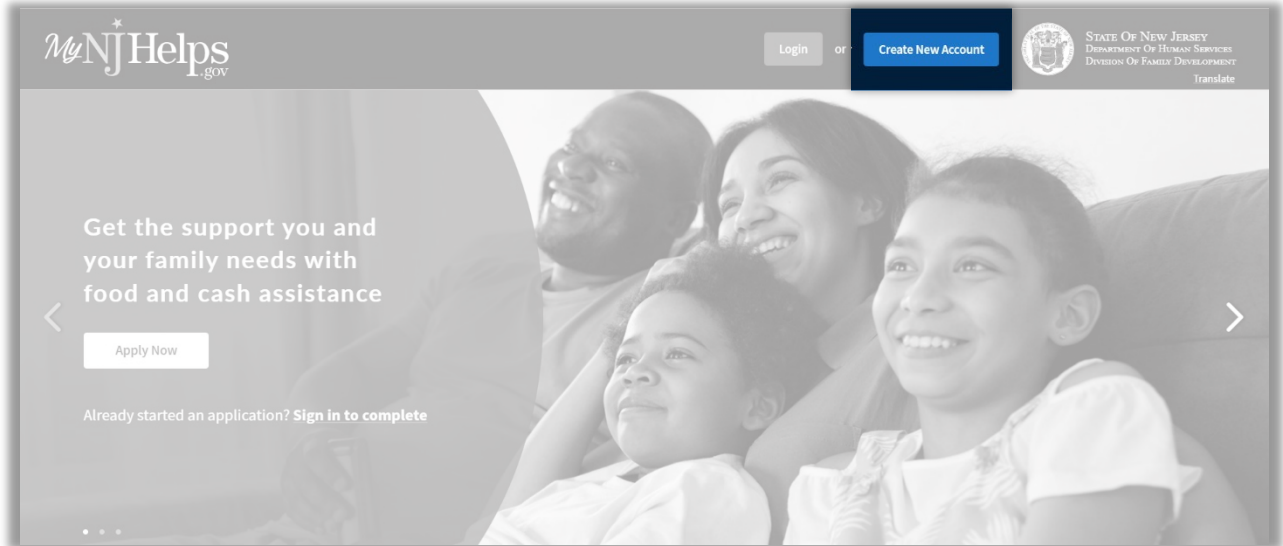 MyNJHelps
.gov
Login or Create New Account
STATE OF NEW JERSEY
DEPARTMENT OF HUMAN SERVICES
DIVISION OF FAMILY DEVELOPMENT
Translate
Get the support you and
your family needs with
food and cash assistance
Apply Now
Already started an application? Sign in to complete